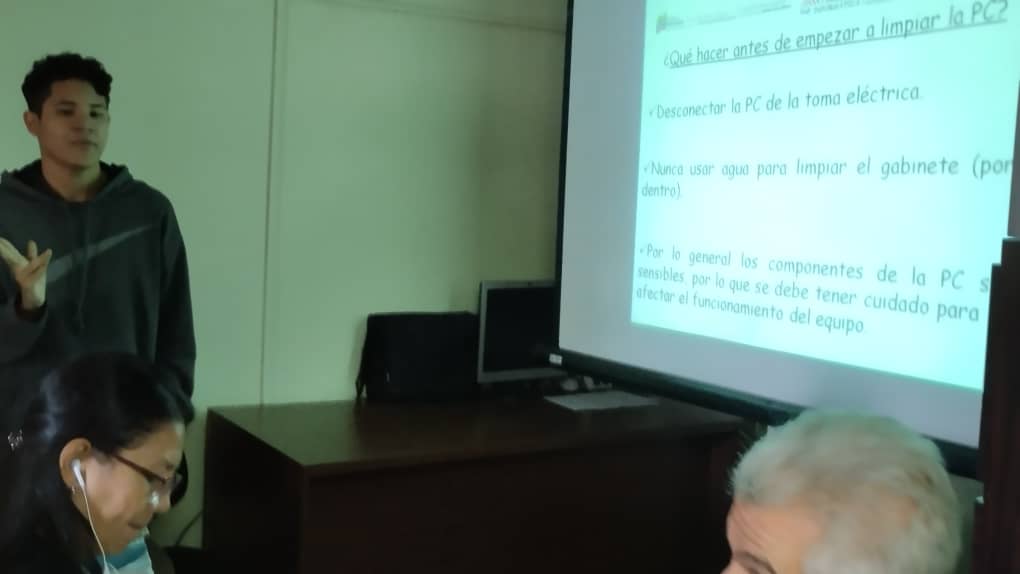 ¿Qué hacer antes de empezar a limpiar la PC?
✓Desconectar la PC de la toma eléctrica.
✓Nunca usar agua para limpiar el gabinete (por
dentro).
✓Por lo general los componentes de la PC s
sensibles, por lo que se debe tener cuidado para
afectar el funcionamiento del equipo